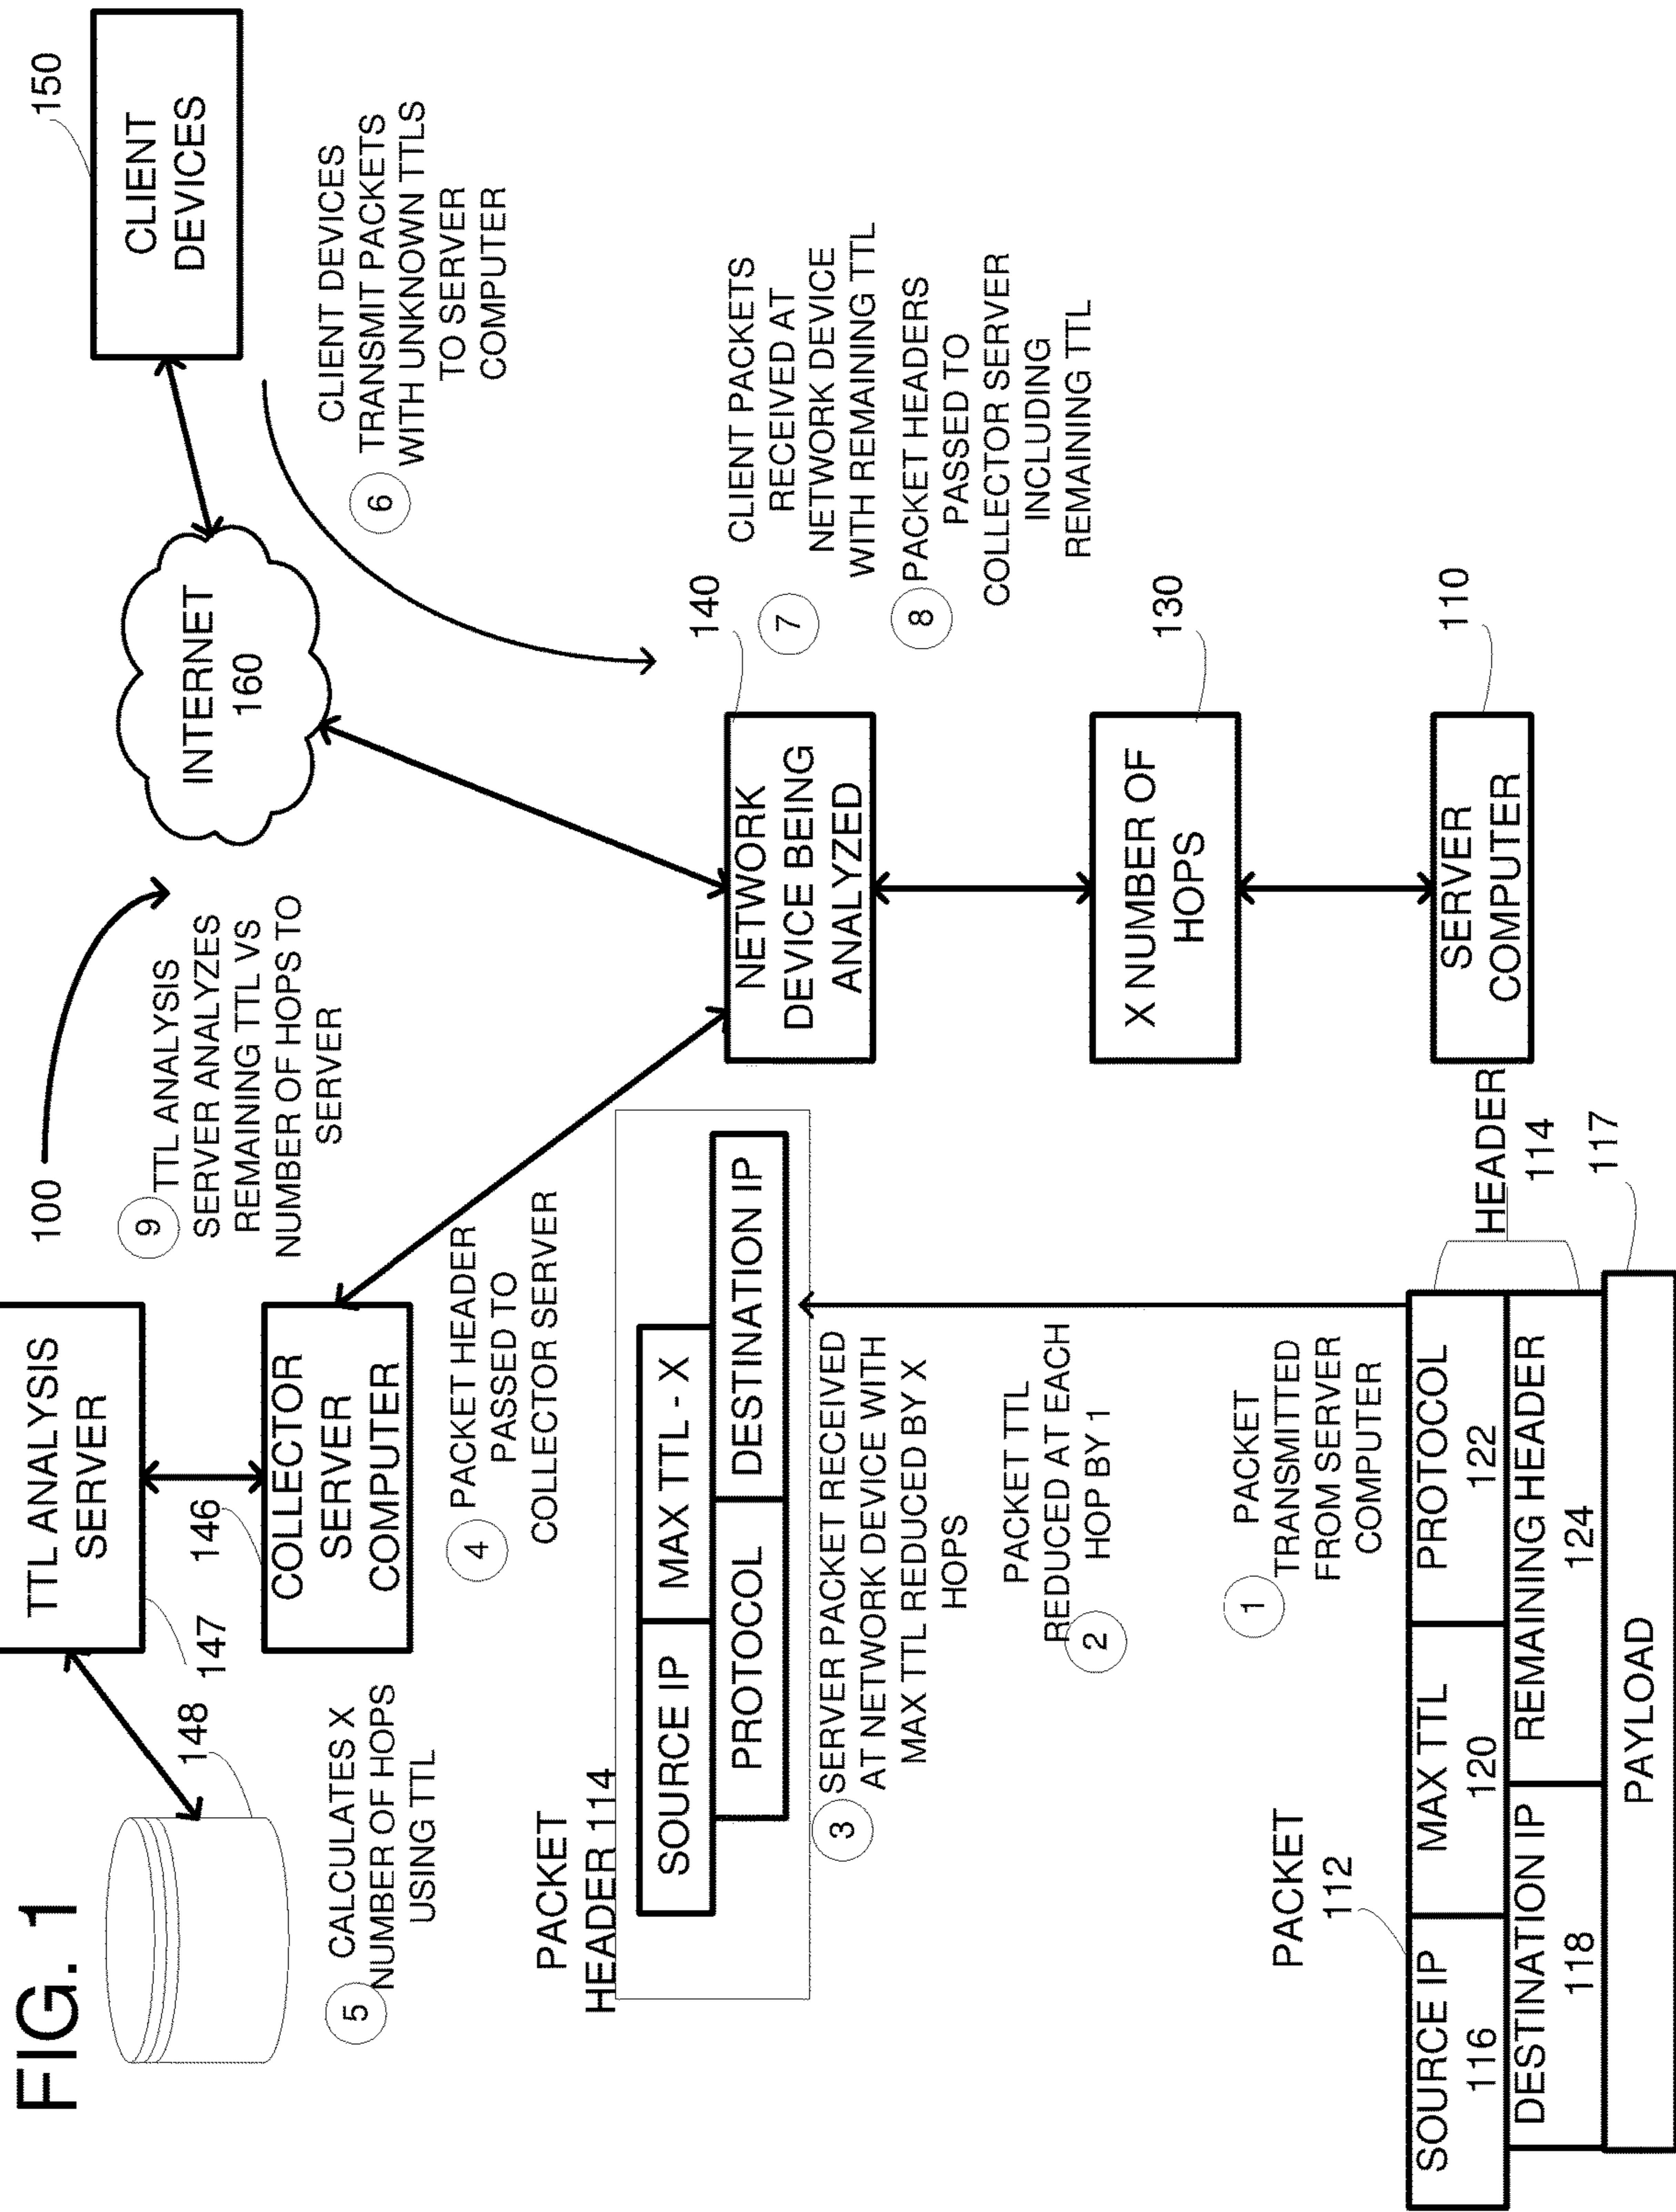 FIG. 1
148
5
CALCULATES X
NUMBER OF HOPS
USING TTL
TTL ANALYSIS
SERVER
147
146
COLLECTOR
SERVER
COMPUTER
4
PACKET HEADER
PASSED TO
COLLECTOR SERVER
100
9
TTL ANALYSIS
SERVER ANALYZES
REMAINING TTL VS
NUMBER OF HOPS TO
SERVER
INTERNET
160
150
CLIENT
DEVICES
6
CLIENT DEVICES
TRANSMIT PACKETS
WITH UNKNOWN TTLS
TO SERVER
COMPUTER
PACKET
HEADER 114
SOURCE IP
MAX TTL - X
PROTOCOL
DESTINATION IP
3
SERVER PACKET RECEIVED
AT NETWORK DEVICE WITH
MAX TTL REDUCED BY X
HOPS
PACKET TTL
REDUCED AT EACH
HOP BY 1
2
1
PACKET
TRANSMITTED
FROM SERVER
COMPUTER
140
NETWORK
DEVICE BEING
ANALYZED
7
CLIENT PACKETS
RECEIVED AT
NETWORK DEVICE
WITH REMAINING TTL
8
PACKET HEADERS
PASSED TO
COLLECTOR SERVER
INCLUDING
REMAINING TTL
130
X NUMBER OF
HOPS
110
SERVER
COMPUTER
PACKET
112
HEADER
114
117
SOURCE IP
116
MAX TTL
120
PROTOCOL
122
DESTINATION IP
118
REMAINING HEADER
124
PAYLOAD